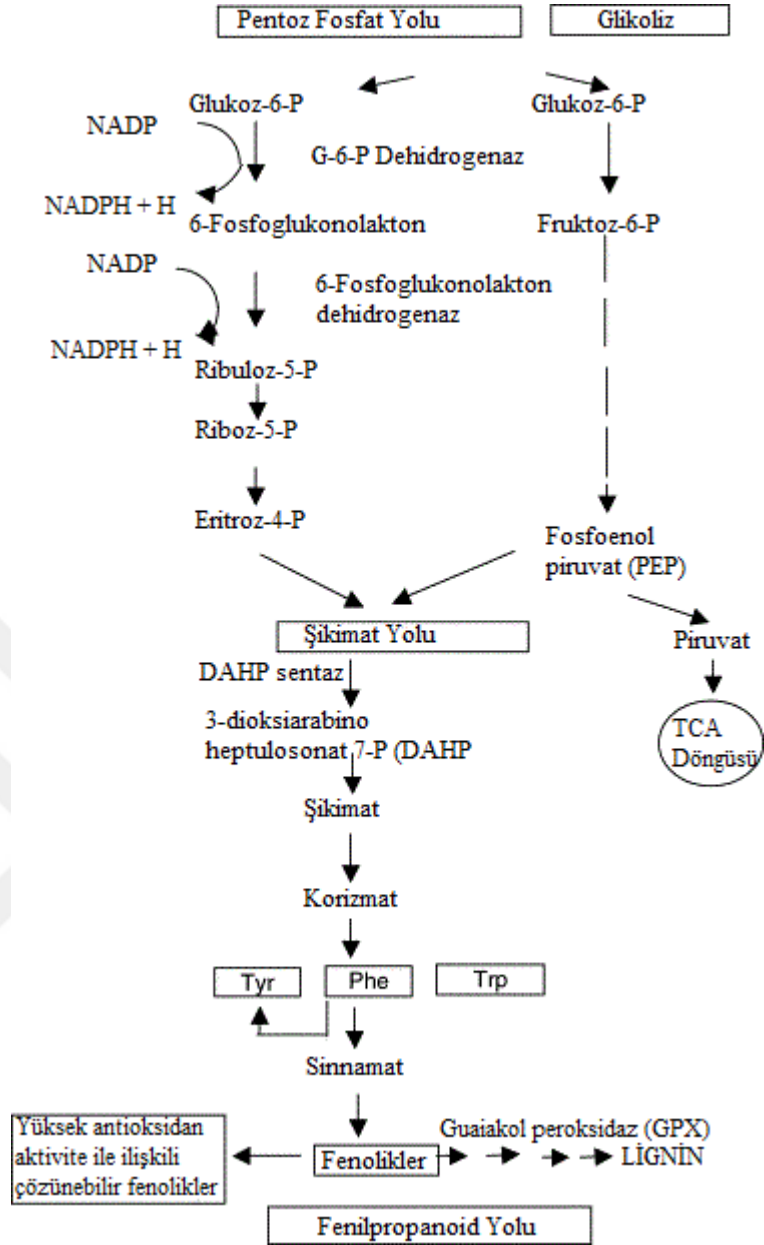 Pentoz Fosfat Yolu
Glikoliz
Glukoz-6-P
Glukoz-6-P
NADP
G-6-P Dehidrogenaz
NADPH + H
6-Fosfoglukonolakton
Fruktoz-6-P
NADP
6-Fosfoglukonolakton
dehidrogenaz
NADPH + H
Ribuloz-5-P
Riboz-5-P
Eritroz-4-P
Fosfoenol
piruvat (PEP)
Şikimat Yolu
Piruvat
DAHP sentaz
TCA
Döngüsü
3-dioksiarabino
heptulosonat 7-P (DAHP
Şikimat
Korizmat
Tyr
Phe
Trp
Sinnamat
Yüksek antioksidan
aktivite ile ilişkili
çözünebilir fenolikler
Fenolikler
Guaiakol peroksidaz (GPX)
LİGNİN
Fenilpropanoid Yolu